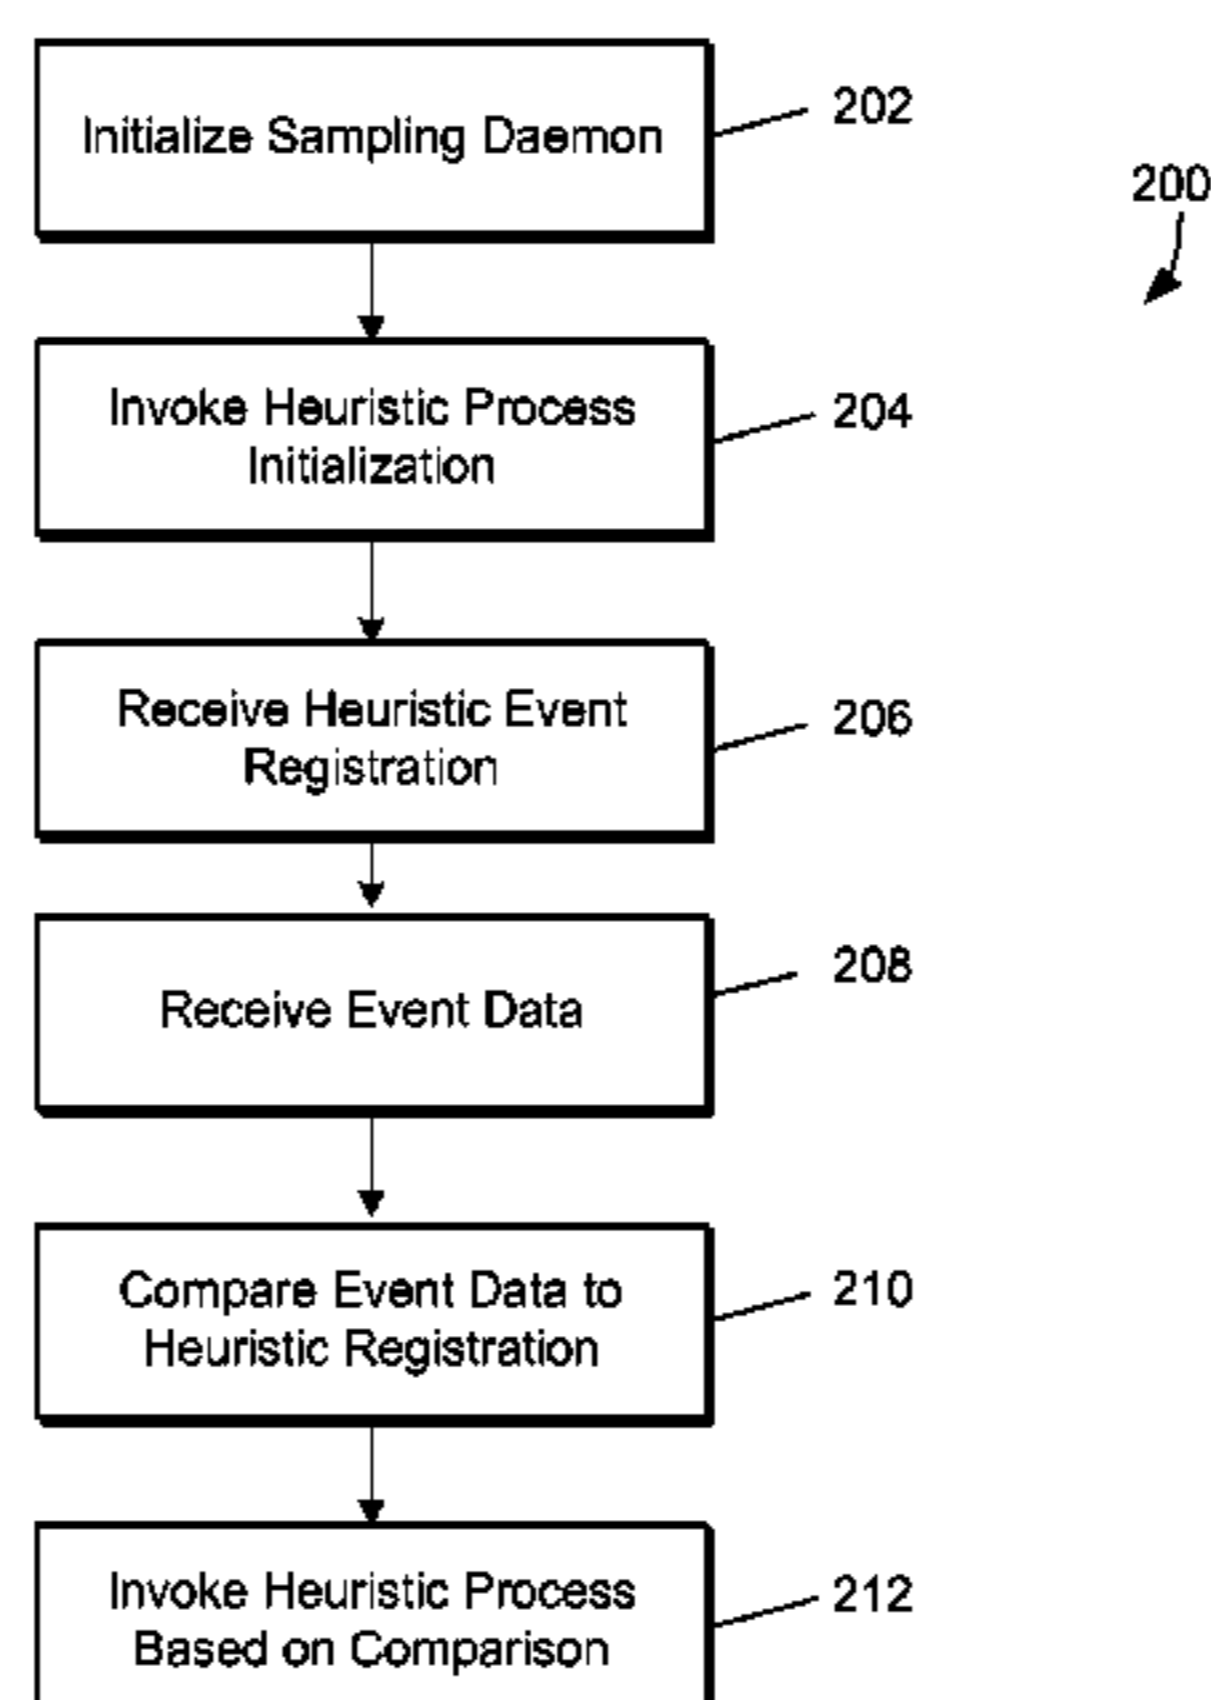 Initialize Sampling Daemon
202
200
Invoke Heuristic Process
Initialization
204
Receive Heuristic Event
Registration
206
Receive Event Data
208
Compare Event Data to
Heuristic Registration
210
Invoke Heuristic Process
Based on Comparison
212